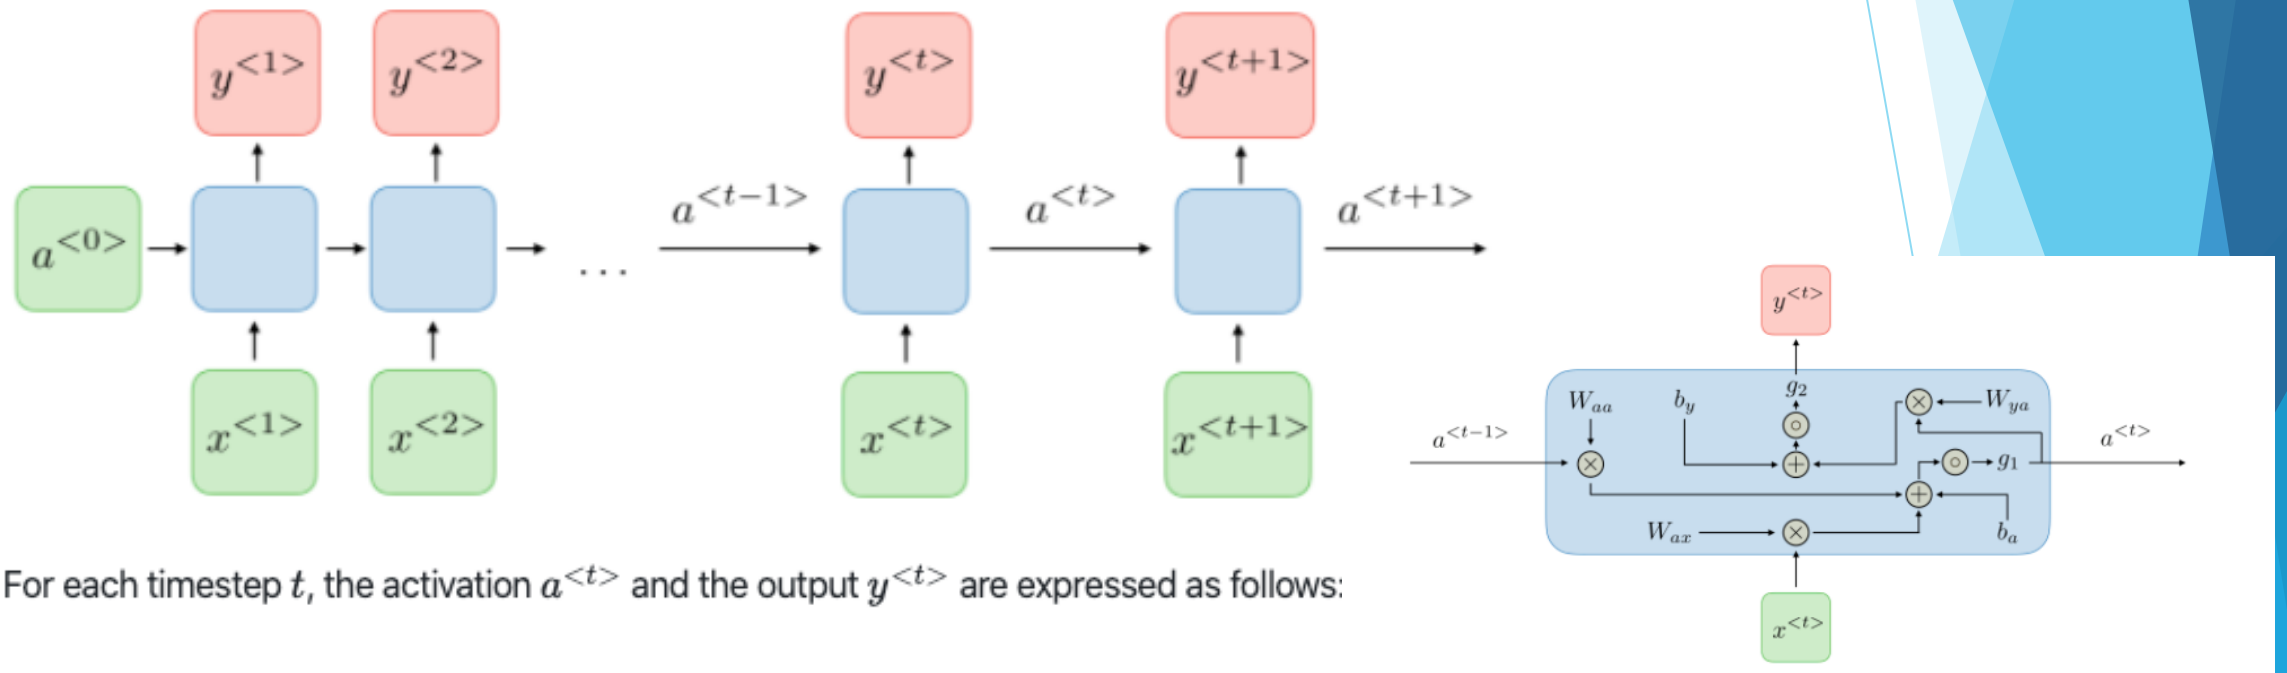 y<1> y<2> y<t> y<t+1>
a<0> ... a<t−1> a<t> a<t+1>
x<1> x<2> x<t> x<t+1>
For each timestep t, the activation a<t> and the output y<t> are expressed as follows:
y<t>
g2
Waa by Wya
a<t−1> g1 a<t>
Wax ba
x<t>